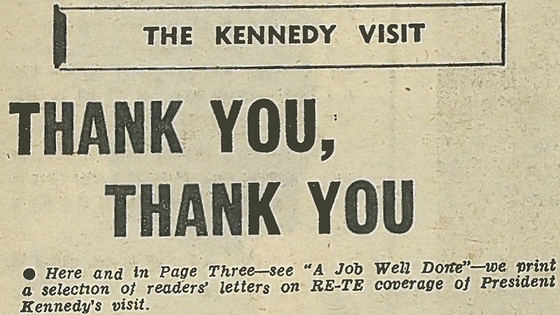 THE KENNEDY VISIT
THANK YOU,
THANK YOU
● Here and in Page Three—see "A Job Well Done"—we print
a selection of readers' letters on RE-TE coverage of President
Kennedy's visit.